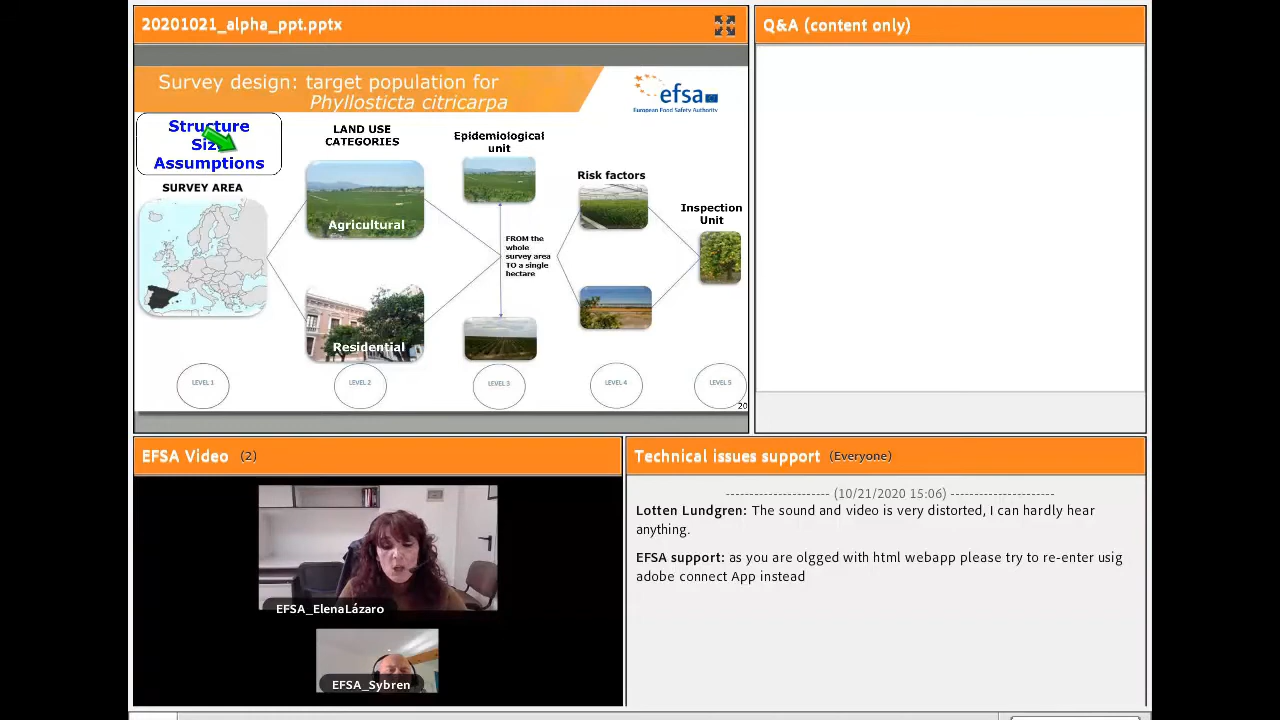 20201021_alpha_ppt.pptx
Survey design: target population for
Phyllosticta citricarpa
efsa
European Food Safety Authority
Structure
Size
Assumptions
SURVEY AREA
LAND USE
CATEGORIES
Agricultural
Residential
Epidemiological
unit
FROM the
whole
survey area
TO a single
hectare
Risk factors
Inspection
Unit
LEVEL 1
LEVEL 2
LEVEL 3
LEVEL 4
LEVEL 5
20
Q&A (content only)
EFSA Video (2)
EFSA_ElenaLázaro
EFSA_Sybren
Technical issues support (Everyone)
---------------------- (10/21/2020 15:06) ----------------------
Lotten Lundgren: The sound and video is very distorted, I can hardly hear
anything.
EFSA support: as you are olgged with html webapp please try to re-enter usig
adobe connect App instead